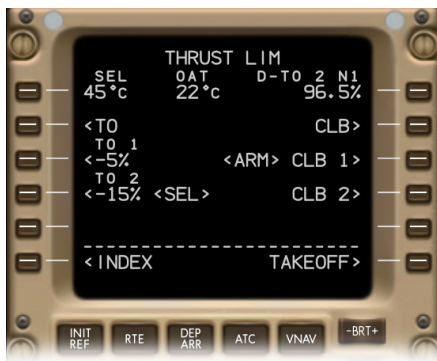 THRUST LIM
SEL OAT D-TO 2 N1
45°c 22°c 96.5%
<TO CLB>
TO 1
<-5% <ARM> CLB 1>
TO 2
<-15% <SEL> CLB 2>
--------------------------------
<INDEX TAKEOFF>
INIT REF RTE DEP ARR ATC VNAV -BRT+